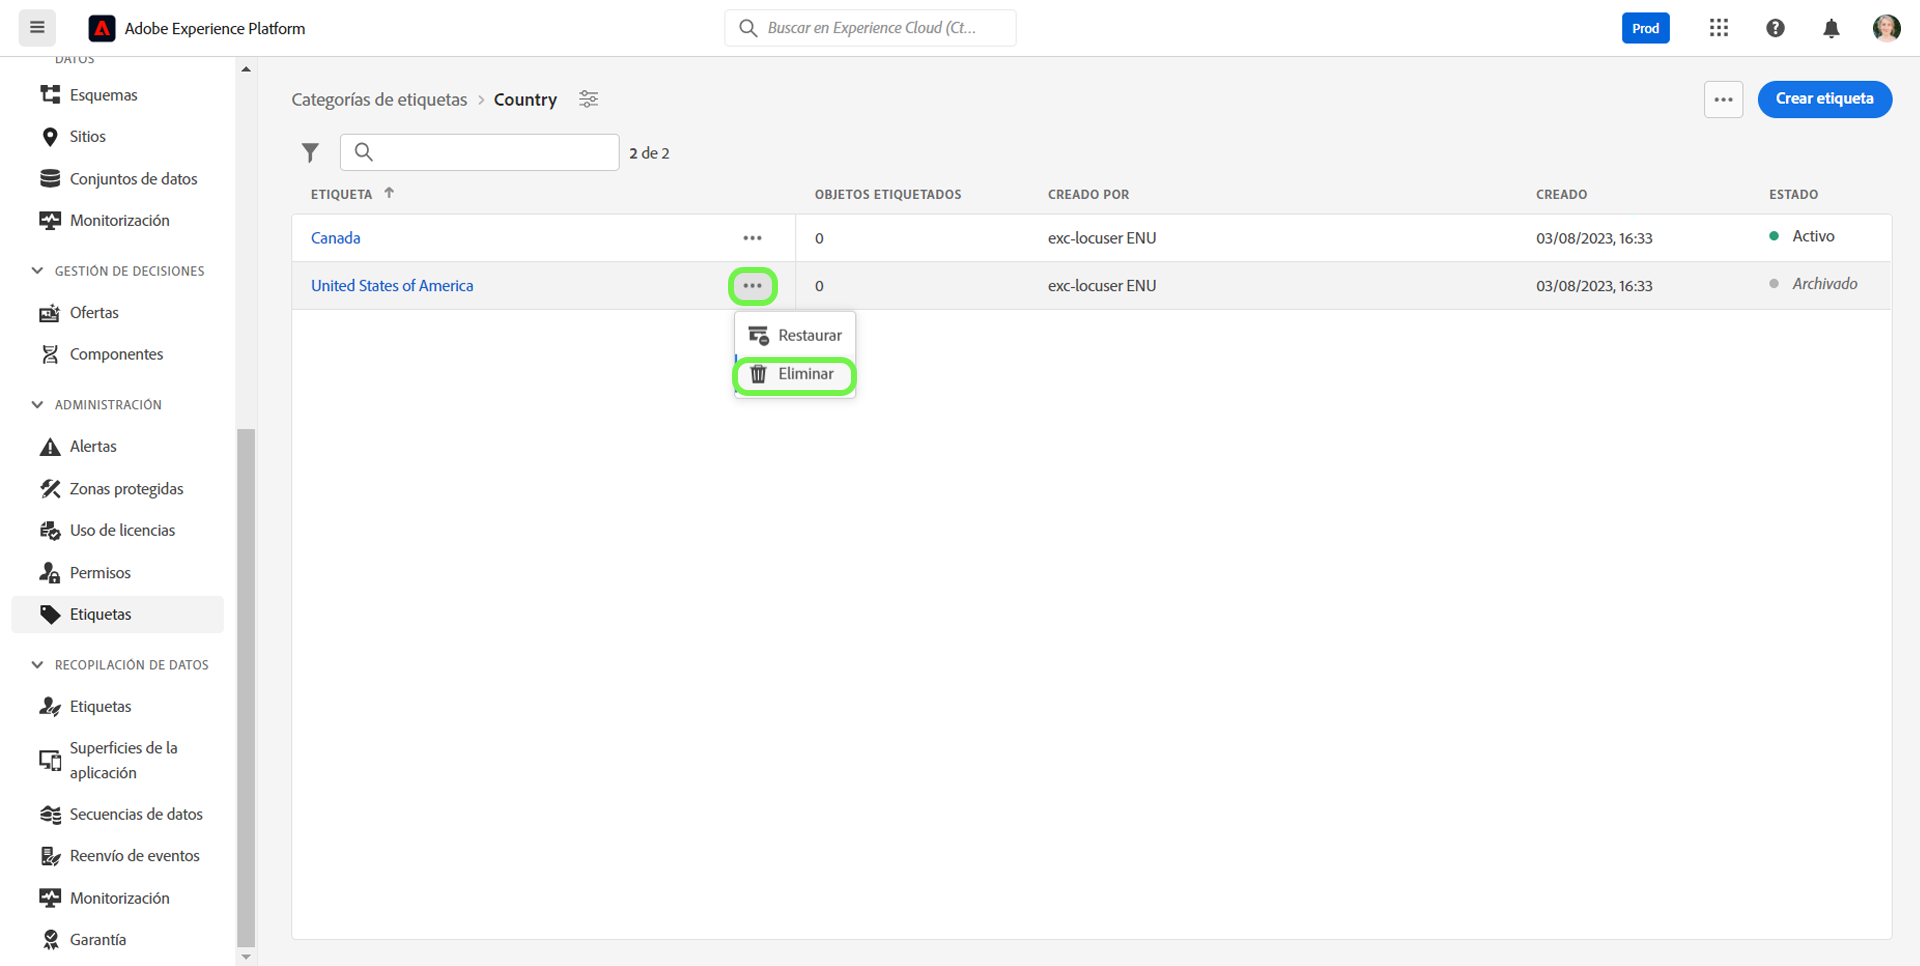 Adobe Experience Platform
Buscar en Experience Cloud (Ct...
Prod
DATOS
Esquemas
Sitios
Conjuntos de datos
Monitorización
GESTIÓN DE DECISIONES
Ofertas
Componentes
ADMINISTRACIÓN
Alertas
Zonas protegidas
Uso de licencias
Permisos
Etiquetas
RECOPILACIÓN DE DATOS
Etiquetas
Superficies de la
aplicación
Secuencias de datos
Reenvío de eventos
Monitorización
Garantía
Categorías de etiquetas > Country
Crear etiqueta
2 de 2
ETIQUETA OBJETOS ETIQUETADOS CREADO POR CREADO ESTADO
Canada 0 exc-locuser ENU 03/08/2023, 16:33 Activo
United States of America 0 exc-locuser ENU 03/08/2023, 16:33 Archivado
Restaurar
Eliminar